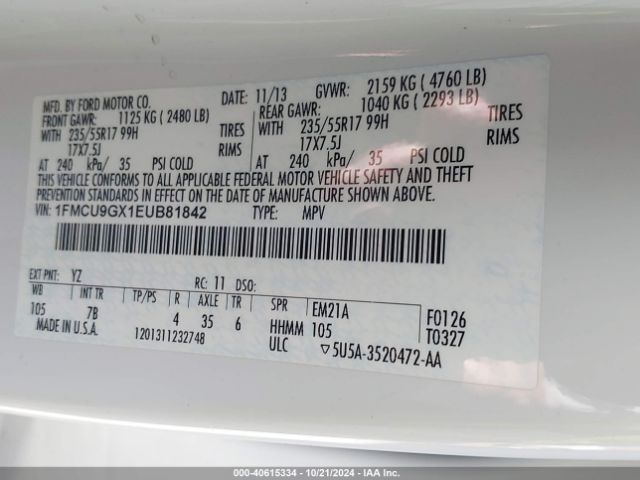 MFD. BY FORD MOTOR CO.
DATE: 11/13 GVWR: 2159 KG ( 4760 LB)
FRONT GAWR: 1125 KG ( 2480 LB) REAR GAWR: 1040 KG ( 2293 LB)
WITH 235/55R17 99H TIRES WITH 235/55R17 99H TIRES
17X7.5J RIMS 17X7.5J RIMS
AT 240 kPa/ 35 PSI COLD AT 240 kPa/ 35 PSI COLD
THIS VEHICLE CONFORMS TO ALL APPLICABLE FEDERAL MOTOR VEHICLE SAFETY AND THEFT
PREVENTION STANDARDS IN EFFECT ON THE DATE OF MANUFACTURE SHOWN ABOVE.
VIN: 1FMCU9GX1EUB81842 TYPE: MPV
EXT PNT: YZ RC: 11 DSO:
WB INT TR TP/PS R AXLE TR SPR EM21A F0126
105 7B 4 35 6 HHMM 105 T0327
MADE IN U.S.A. 1201311232748 ULC ▽5U5A-3520472-AA
000-40615334 | 10/21/2024 | IAA Inc.